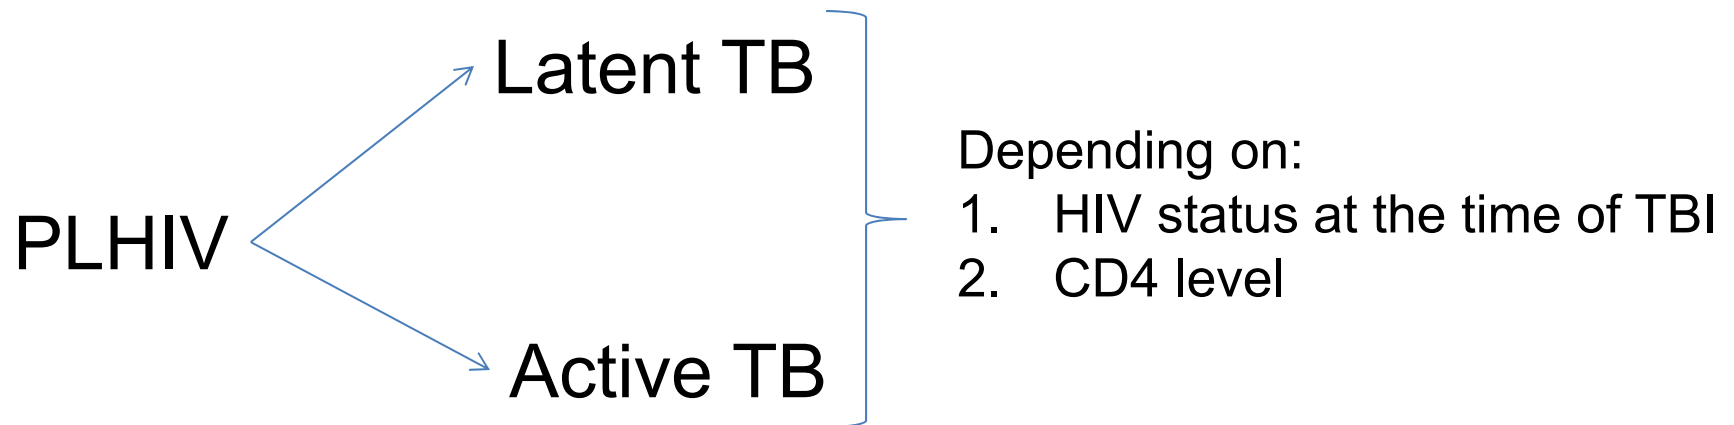 Latent TB
PLHIV
Active TB
Depending on:
1. HIV status at the time of TBI
2. CD4 level